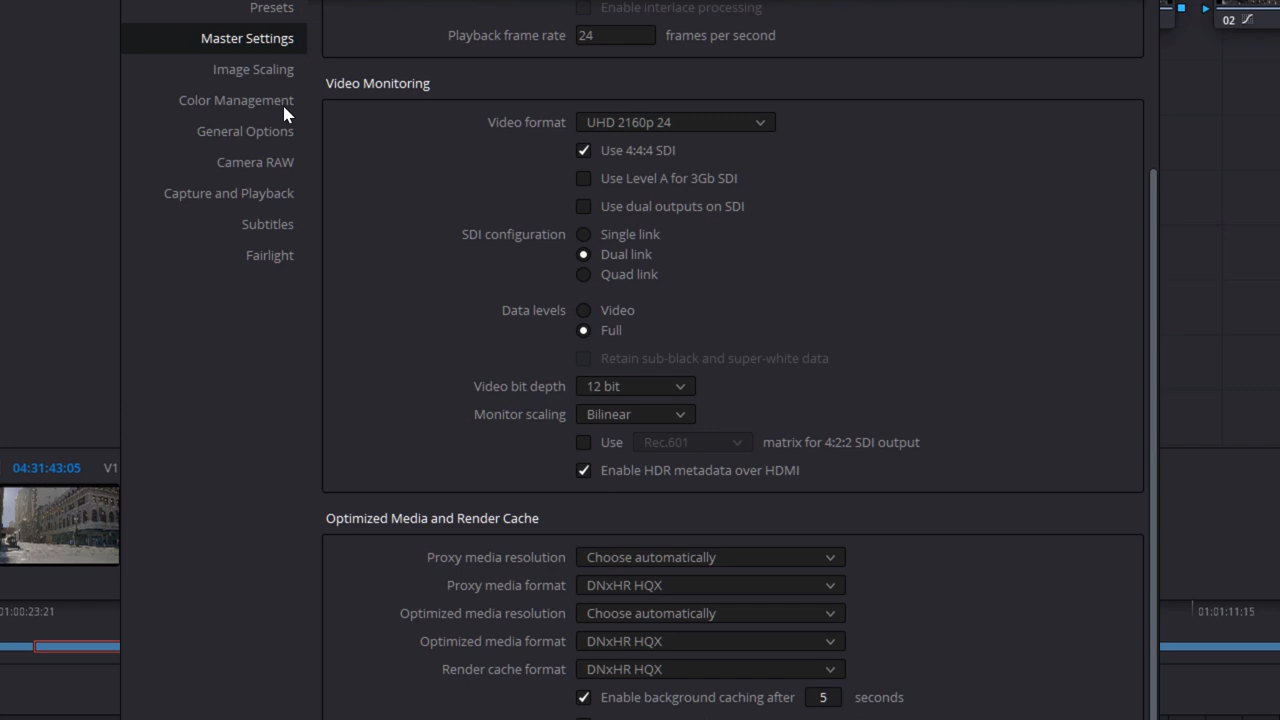 Presets
Master Settings
Image Scaling
Color Management
General Options
Camera RAW
Capture and Playback
Subtitles
Fairlight
Enable interlace processing
Playback frame rate 24 frames per second
Video Monitoring
Video format UHD 2160p 24
Use 4:4:4 SDI
Use Level A for 3Gb SDI
Use dual outputs on SDI
SDI configuration Single link
Dual link
Quad link
Data levels Video
Full
Retain sub-black and super-white data
Video bit depth 12 bit
Monitor scaling Bilinear
Use Rec.601 matrix for 4:2:2 SDI output
Enable HDR metadata over HDMI
Optimized Media and Render Cache
Proxy media resolution Choose automatically
Proxy media format DNxHR HQX
Optimized media resolution Choose automatically
Optimized media format DNxHR HQX
Render cache format DNxHR HQX
Enable background caching after 5 seconds
02
04:31:43:05 V1
01:00:23:21
01:01:11:15